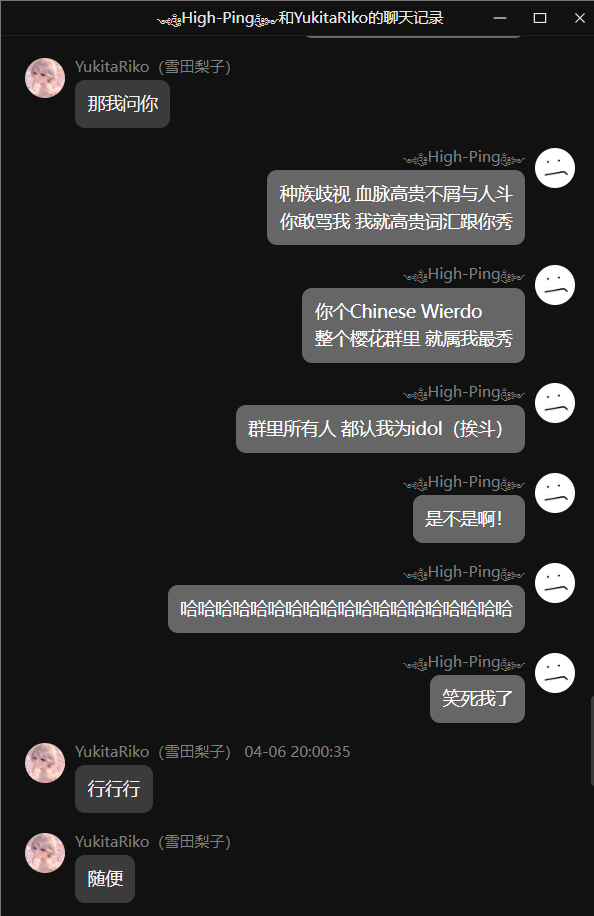 High-Ping和YukitaRiko的聊天记录
YukitaRiko（雪田梨子）
那我问你
High-Ping
种族歧视 血脉高贵不屑与人斗
你敢骂我 我就高贵词汇跟你秀
High-Ping
你个Chinese Wierdo
整个樱花群里 就属我最秀
High-Ping
群里所有人 都认我为idol（挨斗）
High-Ping
是不是啊！
High-Ping
哈哈哈哈哈哈哈哈哈哈哈哈哈哈哈哈哈哈哈
High-Ping
笑死我了
YukitaRiko（雪田梨子） 04-06 20:00:35
行行行
YukitaRiko（雪田梨子）
随便